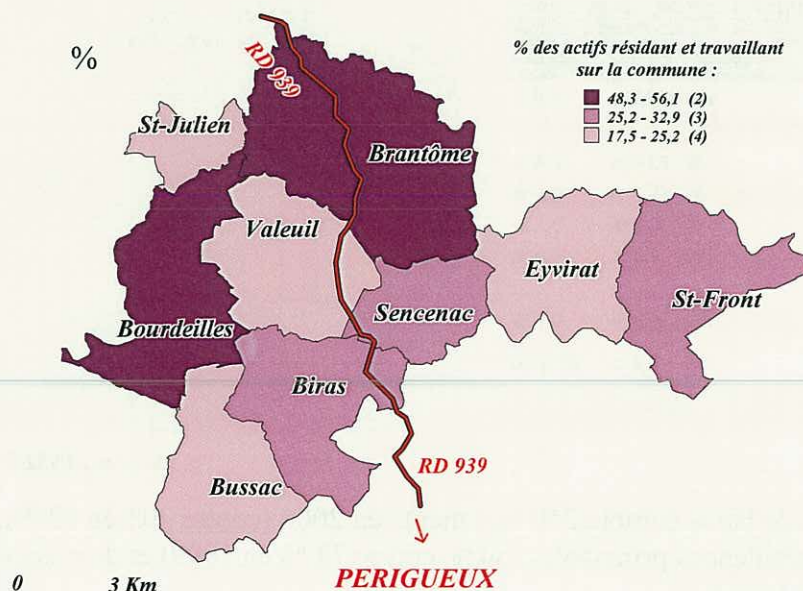 %
RD 939
% des actifs résidant et travaillant
sur la commune :
48,3 - 56,1 (2)
25,2 - 32,9 (3)
17,5 - 25,2 (4)
St-Julien
Brantôme
Valeuil
Eyvirat
St-Front
Bourdeilles
Sencenac
Biras
RD 939
Bussac
0 3 Km
PERIGUEUX